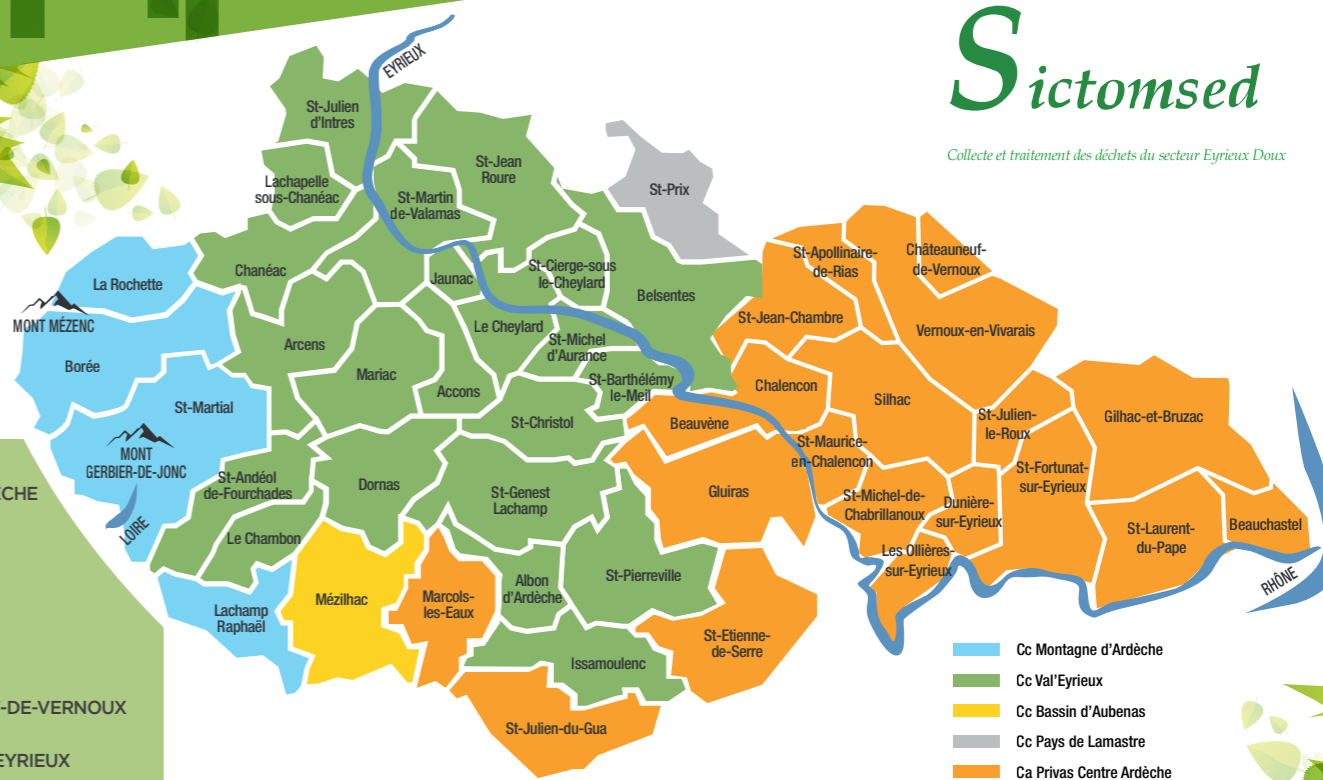 Sictomsed
Collecte et traitement des déchets du secteur Eyrieux Doux
EYRIEUX
St-Julien
d'Intres
St-Jean
Roure
Lachapelle
sous-Chanéac
St-Martin
de-Valamas
St-Prix
La Rochette
Chanéac
Jaunac
St-Cierge-sous
le-Cheylard
Belsentes
St-Apollinaire-
de-Rias
Châteauneuf-
de-Vernoux
MONT MÉZENC
Borée
Arcens
Le Cheylard
St-Michel
d'Aurance
St-Jean-Chambre
Vernoux-en-Vivarais
Mariac
Accons
St-Barthélémy
le-Meil
Chalencon
Silhac
St-Martial
St-Christol
Beauvène
St-Julien-
le-Roux
Gilhac-et-Bruzac
MONT
GERBIER-DE-JONC
St-Maurice-
en-Chalencon
St-Andéol
de-Fourchades
Dornas
St-Genest
Lachamp
Gluiras
St-Michel-de-
Chabrillanoux
Dunière-
sur-Eyrieux
St-Fortunat-
sur-Eyrieux
St-Laurent-
du-Pape
Beauchastel
LOIRE
Le Chambon
Les Ollières-
sur-Eyrieux
RHÔNE
Lachamp
Raphaël
Mézilhac
Marcols-
les-Eaux
Albon
d'Ardèche
St-Pierreville
St-Etienne-
de-Serre
Issamoulenc
St-Julien-du-Gua
Cc Montagne d'Ardèche
Cc Val'Eyrieux
Cc Bassin d'Aubenas
Cc Pays de Lamastre
Ca Privas Centre Ardèche
ÈCHE
-DE-VERNOUX
EYRIEUX